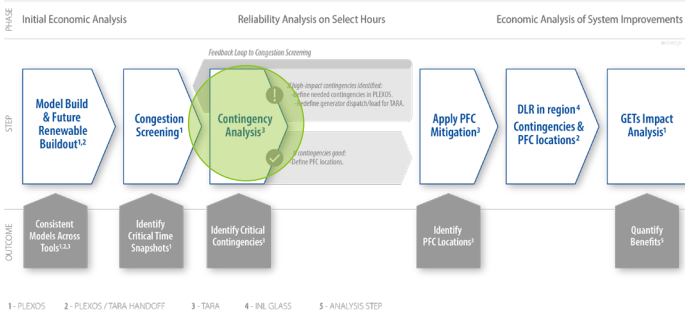 PHASE
Initial Economic Analysis
Reliability Analysis on Select Hours
Economic Analysis of System Improvements
Feedback Loop to Congestion Screening
STEP
Model Build
& Future
Renewable
Buildout1,2
Congestion
Screening1
Contingency
Analysis3
high-impact contingencies identified:
Define needed contingencies in PLEXOS.
Redefine generator dispatch/load for TARA.
contingencies good:
Define PFC locations.
Apply PFC
Mitigation3
DLR in region4
Contingencies &
PFC locations2
GETs Impact
Analysis1
OUTCOME
Consistent
Models Across
Tools1,2,3
Identify
Critical Time
Snapshots1
Identify Critical
Contingencies3
Identify
PFC Locations3
Quantify
Benefits5
1 - PLEXOS
2 - PLEXOS / TARA HANDOFF
3 - TARA
4 - INL GLASS
5 - ANALYSIS STEP